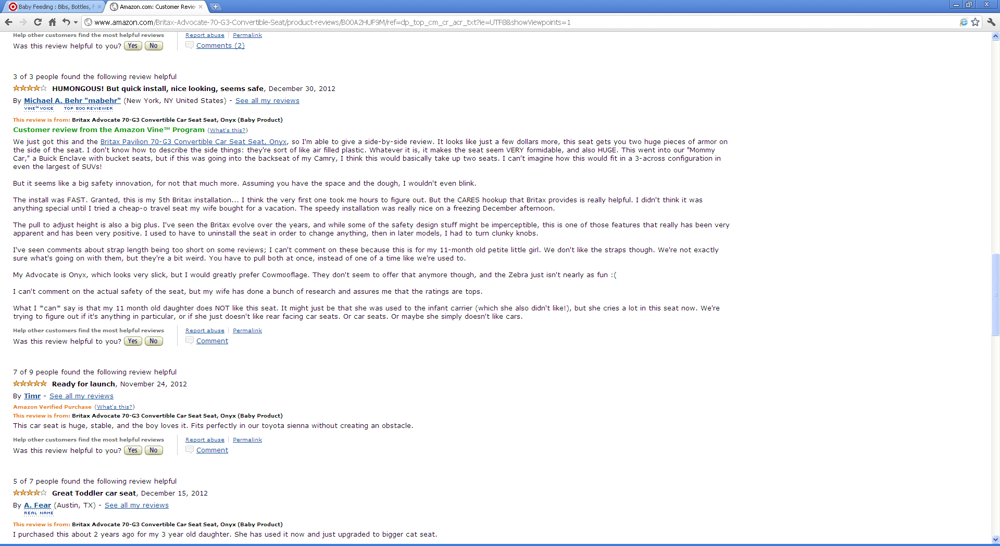 Baby Feeding : Bibs, Bottles, F
Amazon.com: Customer Revie
www.amazon.com/Britax-Advocate-70-G3-Convertible-Seat/product-reviews/B00A2HUF9M/ref=dp_top_cm_cr_acr_txt?ie=UTF8&showViewpoints=1
Help other customers find the most helpful reviews
Report abuse | Permalink
Was this review helpful to you? Yes No
Comments (2)
3 of 3 people found the following review helpful
HUMONGOUS! But quick install, nice looking, seems safe, December 30, 2012
By Michael A. Behr "mabehr" (New York, NY United States) - See all my reviews
VINE™ VOICE TOP 500 REVIEWER
This review is from: Britax Advocate 70-G3 Convertible Car Seat Seat, Onyx (Baby Product)
Customer review from the Amazon Vine™ Program (What's this?)
We just got this and the Britax Pavilion 70-G3 Convertible Car Seat Seat, Onyx, so I'm able to give a side-by-side review. It looks like just a few dollars more, this seat gets you two huge pieces of armor on
the side of the seat. I don't know how to describe the side things: they're sort of like air filled plastic. Whatever it is, it makes the seat seem VERY formidable, and also HUGE. This went into our "Mommy
Car," a Buick Enclave with bucket seats, but if this was going into the backseat of my Camry, I think this would basically take up two seats. I can't imagine how this would fit in a 3-across configuration in
even the largest of SUVs!
But it seems like a big safety innovation, for not that much more. Assuming you have the space and the dough, I wouldn't even blink.
The install was FAST. Granted, this is my 5th Britax installation... I think the very first one took me hours to figure out. But the CARES hookup that Britax provides is really helpful. I didn't think it was
anything special until I tried a cheap-o travel seat my wife bought for a vacation. The speedy installation was really nice on a freezing December afternoon.
The pull to adjust height is also a big plus. I've seen the Britax evolve over the years, and while some of the safety design stuff might be imperceptible, this is one of those features that really has been very
apparent and has been very positive. I used to have to uninstall the seat in order to change anything, then in later models, I had to turn clunky knobs.
I've seen comments about strap length being too short on some reviews; I can't comment on these because this is for my 11-month old petite little girl. We don't like the straps though. We're not exactly
sure what's going on with them, but they're a bit weird. You have to pull both at once, instead of one of a time like we're used to.
My Advocate is Onyx, which looks very slick, but I would greatly prefer Cowmooflage. They don't seem to offer that anymore though, and the Zebra just isn't nearly as fun :(
I can't comment on the actual safety of the seat, but my wife has done a bunch of research and assures me that the ratings are tops.
What I *can* say is that my 11 month old daughter does NOT like this seat. It might just be that she was used to the infant carrier (which she also didn't like!), but she cries a lot in this seat now. We're
trying to figure out if it's anything in particular, or if she just doesn't like rear facing car seats. Or car seats. Or maybe she simply doesn't like cars.
Help other customers find the most helpful reviews
Report abuse | Permalink
Was this review helpful to you? Yes No
Comment
7 of 9 people found the following review helpful
Ready for launch, November 24, 2012
By Timr - See all my reviews
Amazon Verified Purchase (What's this?)
This review is from: Britax Advocate 70-G3 Convertible Car Seat Seat, Onyx (Baby Product)
This car seat is huge, stable, and the boy loves it. Fits perfectly in our toyota sienna without creating an obstacle.
Help other customers find the most helpful reviews
Report abuse | Permalink
Was this review helpful to you? Yes No
Comment
5 of 7 people found the following review helpful
Great Toddler car seat, December 15, 2012
By A. Fear (Austin, TX) - See all my reviews
REAL NAME
This review is from: Britax Advocate 70-G3 Convertible Car Seat Seat, Onyx (Baby Product)
I purchased this about 2 years ago for my 3 year old daughter. She has used it now and just upgraded to bigger cat seat.